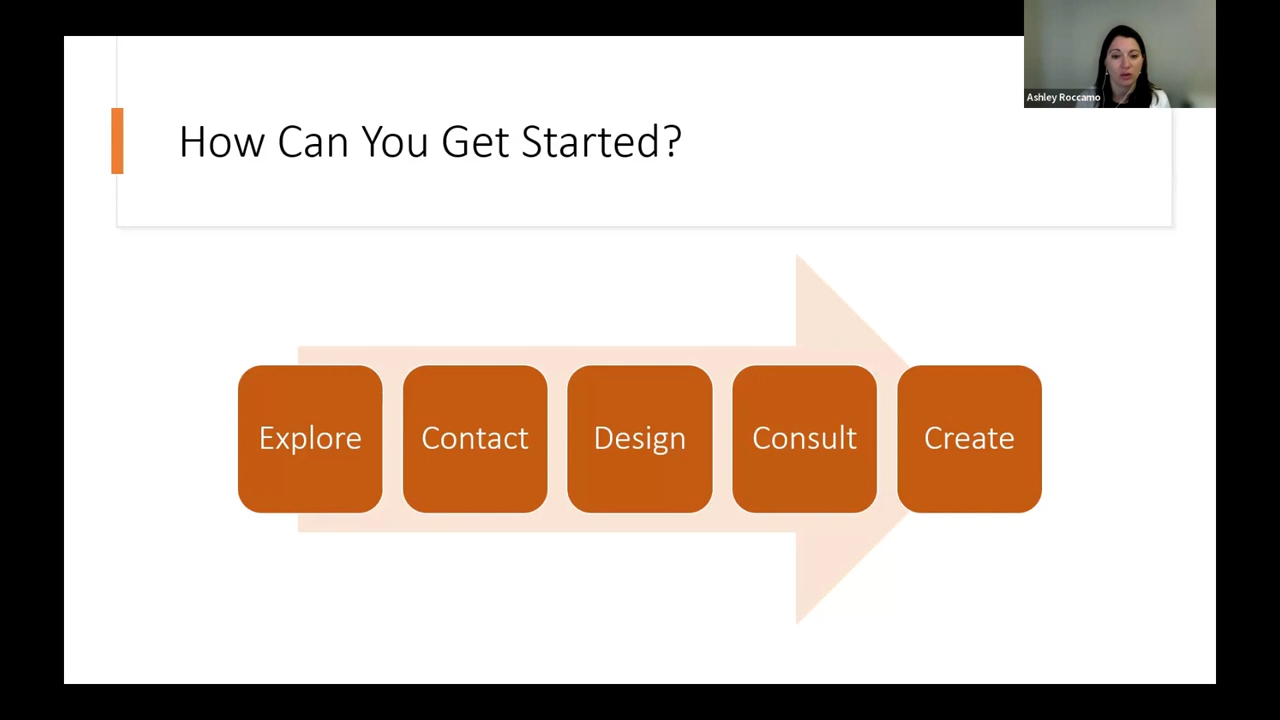 Ashley Roccamo
How Can You Get Started?
Explore
Contact
Design
Consult
Create